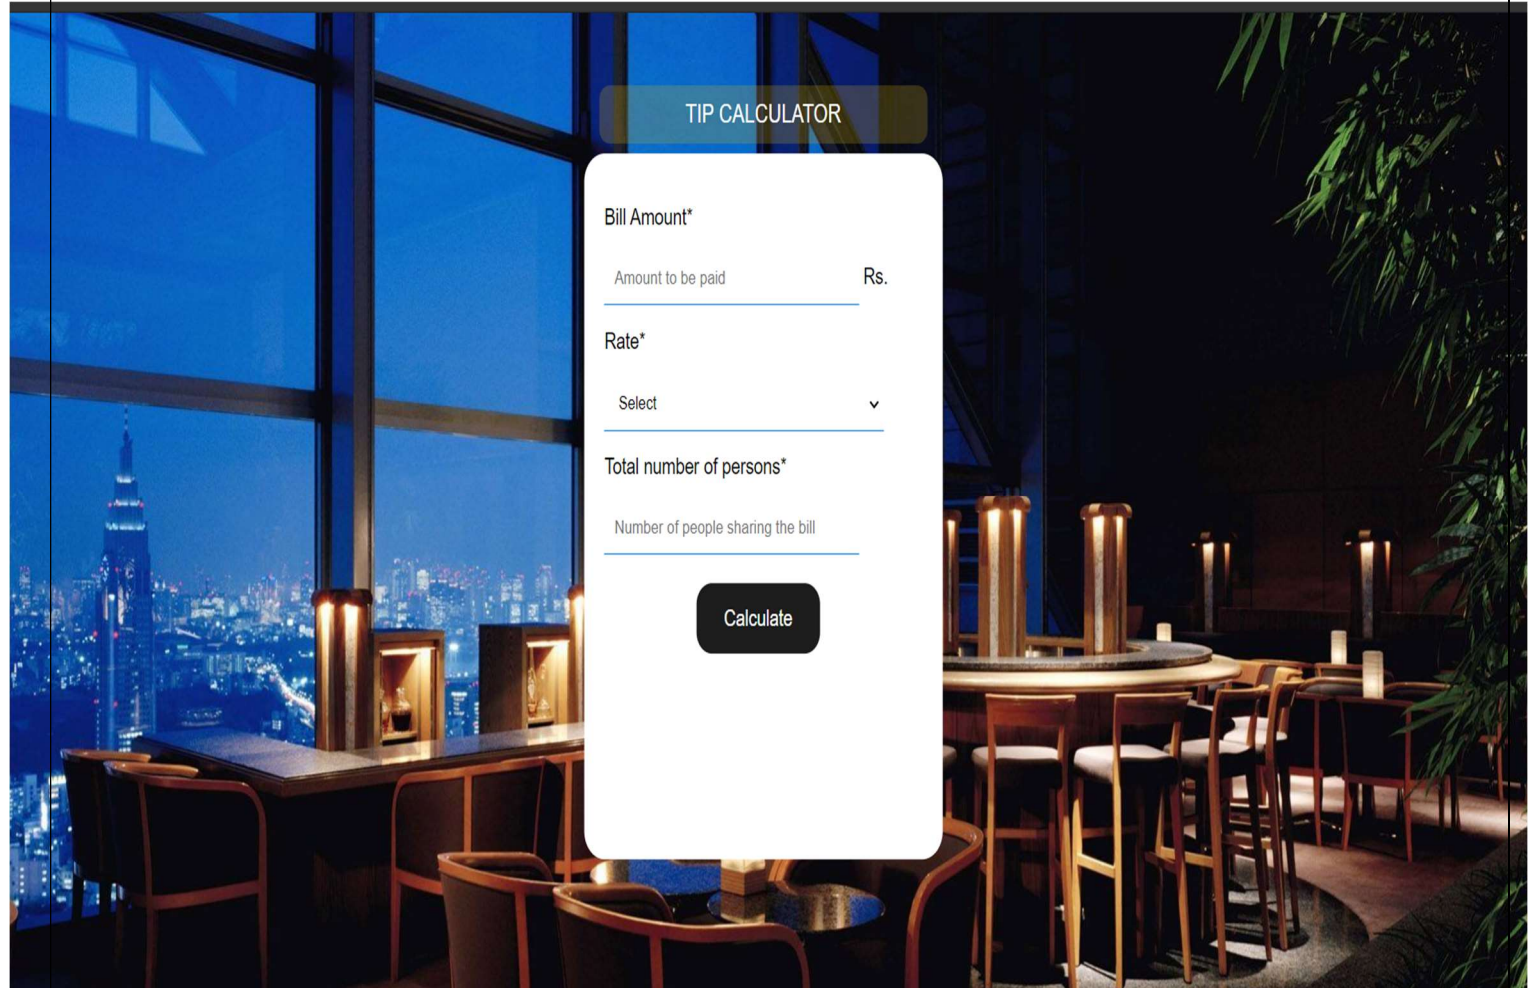 TIP CALCULATOR
Bill Amount*
Amount to be paid Rs.
Rate*
Select
Total number of persons*
Number of people sharing the bill
Calculate